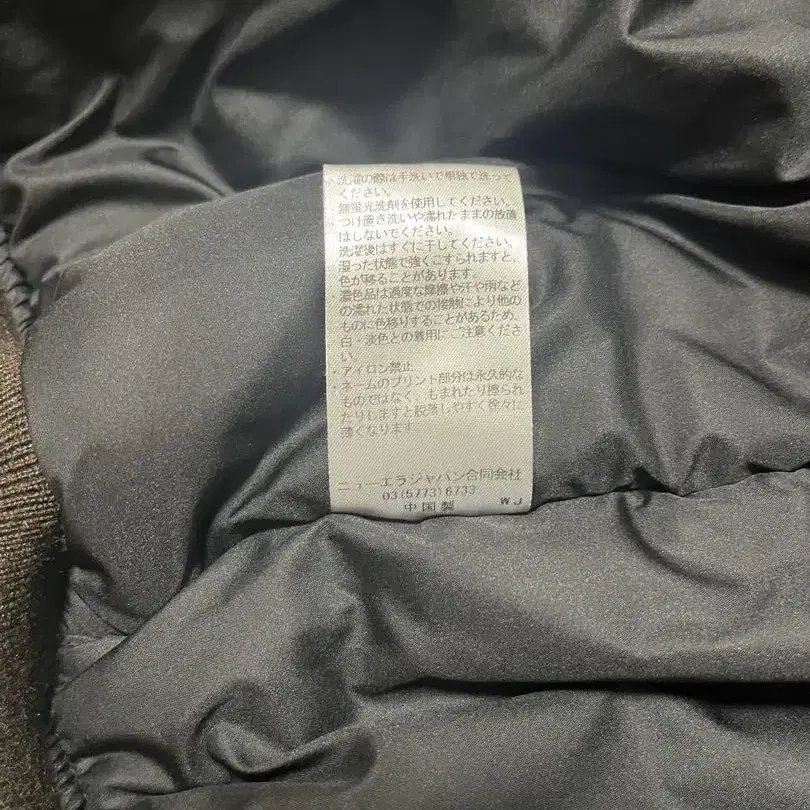 ・洗濯の際は手洗いで単独で洗って
ください。
無蛍光洗剤を使用してください。
つけ置き洗いや濡れたままの放置
はしないでください。
洗濯後はすぐに干してください。
湿った状態で強くこすられますと、
色が移ることがあります。
・濃色品は過度な摩擦や汗や雨など
の濡れた状態での接触により他の
ものに色移りすることがあるため、
白・淡色との着用にご注意くださ
い。
・アイロン禁止
・ネームのプリント部分は永久的な
ものではなく、もまれたり擦られ
たりしますと脱落しやすく徐々に
薄くなります
ニューエラジャパン合同会社
03(5773)6733
中国製 WJ